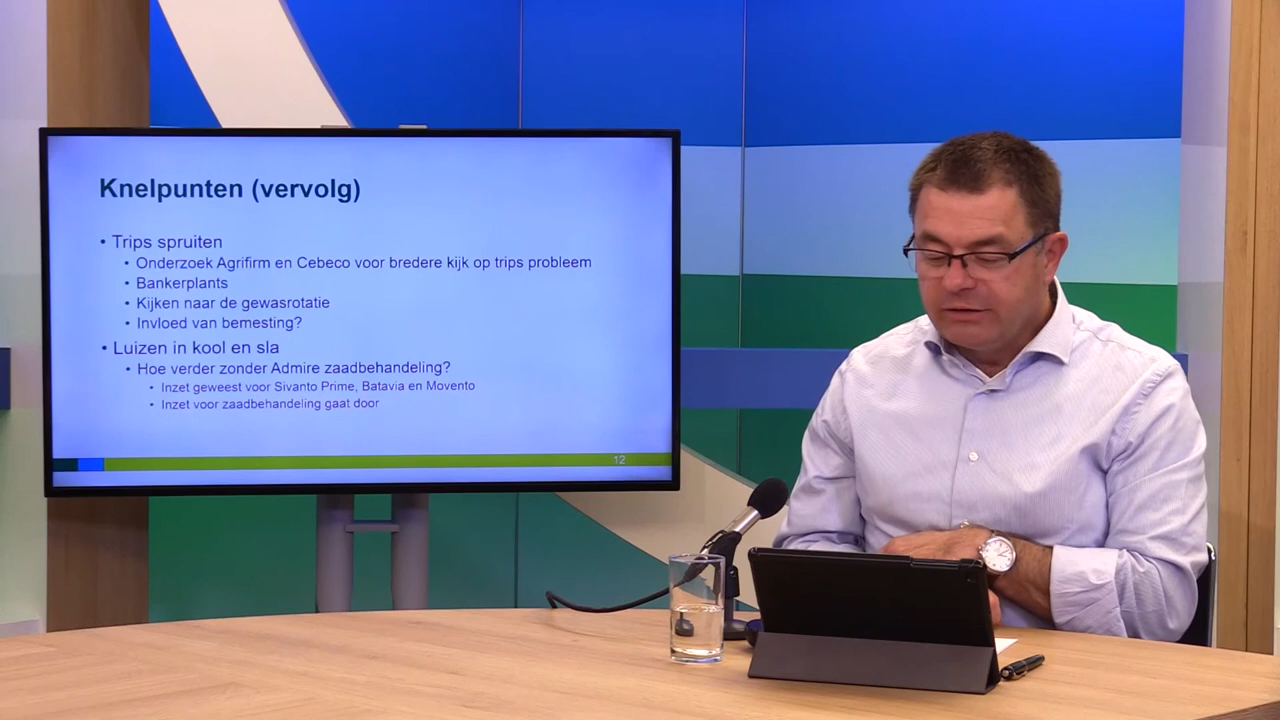 Knelpunten (vervolg)
• Trips spruiten
• Onderzoek Agrifirm en Cebeco voor bredere kijk op trips probleem
• Bankerplants
• Kijken naar de gewasrotatie
• Invloed van bemesting?
• Luizen in kool en sla
• Hoe verder zonder Admire zaadbehandeling?
• Inzet geweest voor Sivanto Prime, Batavia en Movento
• Inzet voor zaadbehandeling gaat door
12